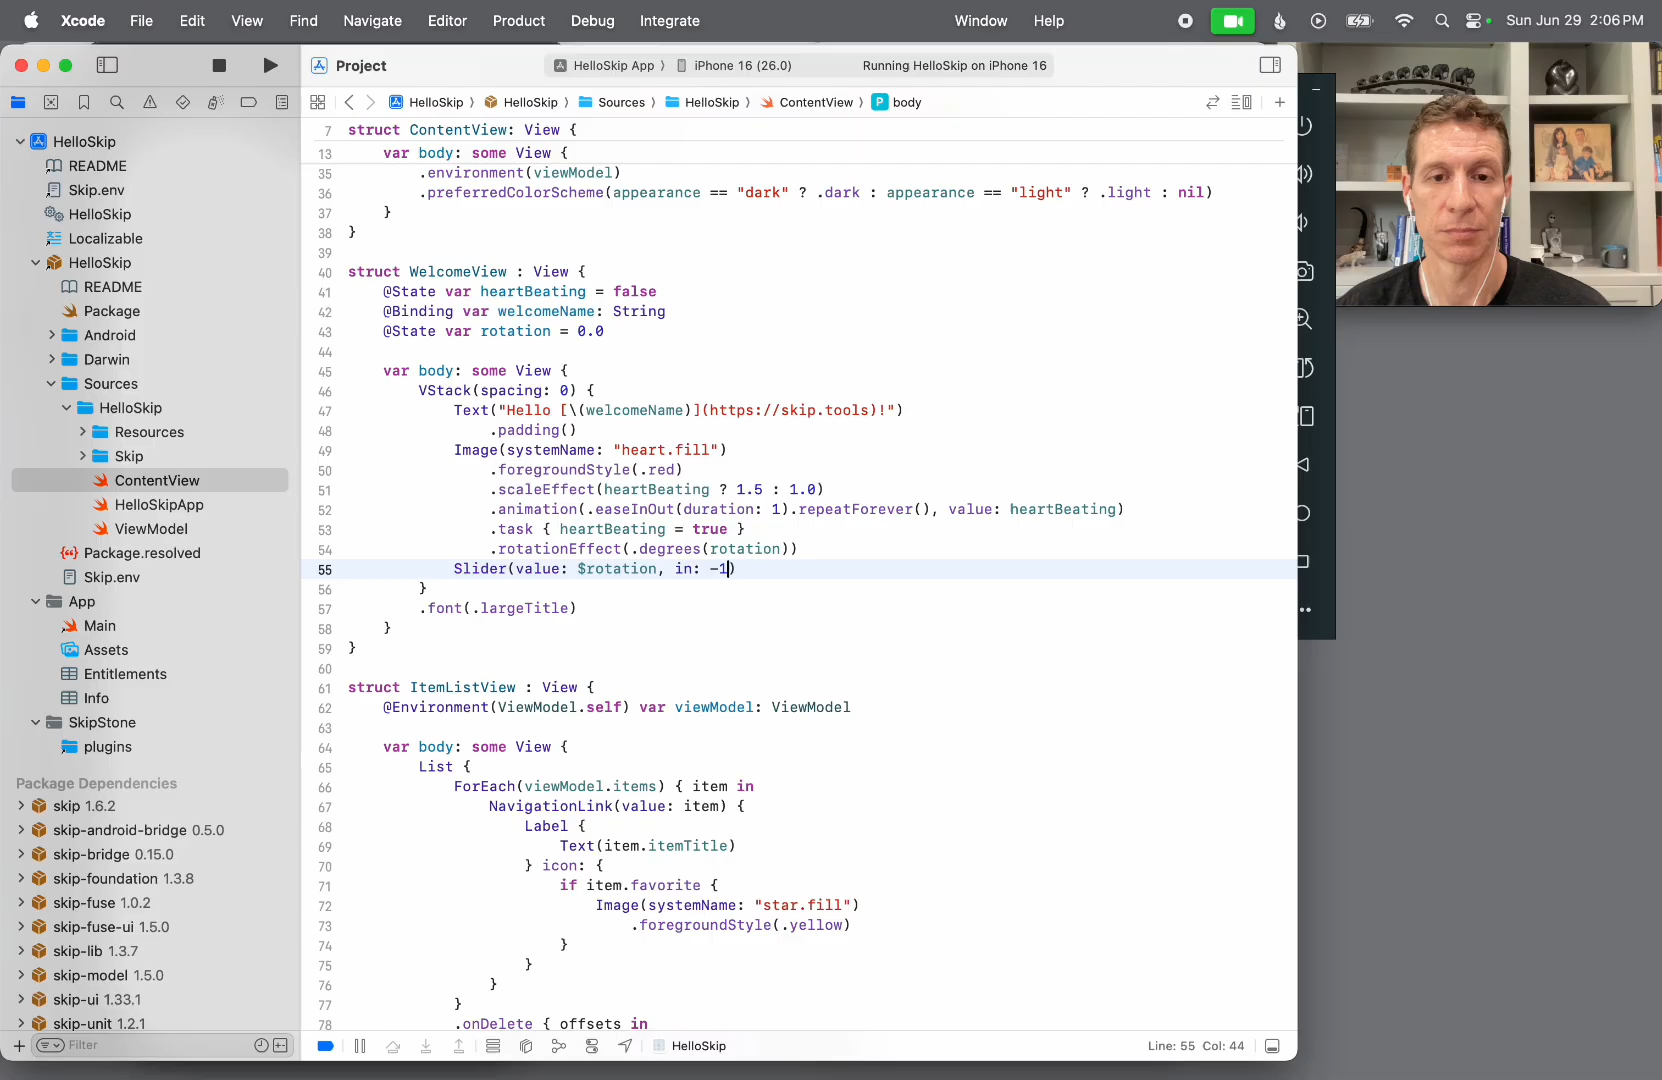 Xcode File Edit View Find Navigate Editor Product Debug Integrate Window Help Sun Jun 29 2:06 PM
Project HelloSkip App iPhone 16 (26.0) Running HelloSkip on iPhone 16
HelloSkip HelloSkip Sources HelloSkip ContentView P body
HelloSkip
README
Skip.env
HelloSkip
Localizable
HelloSkip
README
Package
Android
Darwin
Sources
HelloSkip
Resources
Skip
ContentView
HelloSkipApp
ViewModel
Package.resolved
Skip.env
App
Main
Assets
Entitlements
Info
SkipStone
plugins
Package Dependencies
skip 1.6.2
skip-android-bridge 0.5.0
skip-bridge 0.15.0
skip-foundation 1.3.8
skip-fuse 1.0.2
skip-fuse-ui 1.5.0
skip-lib 1.3.7
skip-model 1.5.0
skip-ui 1.33.1
skip-unit 1.2.1
Filter
7 struct ContentView: View {
13 var body: some View {
35 .environment(viewModel)
36 .preferredColorScheme(appearance == "dark" ? .dark : appearance == "light" ? .light : nil)
37 }
38 }
39
40 struct WelcomeView : View {
41 @State var heartBeating = false
42 @Binding var welcomeName: String
43 @State var rotation = 0.0
44
45 var body: some View {
46 VStack(spacing: 0) {
47 Text("Hello [\(welcomeName)](https://skip.tools)!")
48 .padding()
49 Image(systemName: "heart.fill")
50 .foregroundStyle(.red)
51 .scaleEffect(heartBeating ? 1.5 : 1.0)
52 .animation(.easeInOut(duration: 1).repeatForever(), value: heartBeating)
53 .task { heartBeating = true }
54 .rotationEffect(.degrees(rotation))
55 Slider(value: $rotation, in: -1)
56 }
57 .font(.largeTitle)
58 }
59 }
60
61 struct ItemListView : View {
62 @Environment(ViewModel.self) var viewModel: ViewModel
63
64 var body: some View {
65 List {
66 ForEach(viewModel.items) { item in
67 NavigationLink(value: item) {
68 Label {
69 Text(item.itemTitle)
70 } icon: {
71 if item.favorite {
72 Image(systemName: "star.fill")
73 .foregroundStyle(.yellow)
74 }
75 }
76 }
77 }
78 .onDelete { offsets in
HelloSkip Line: 55 Col: 44